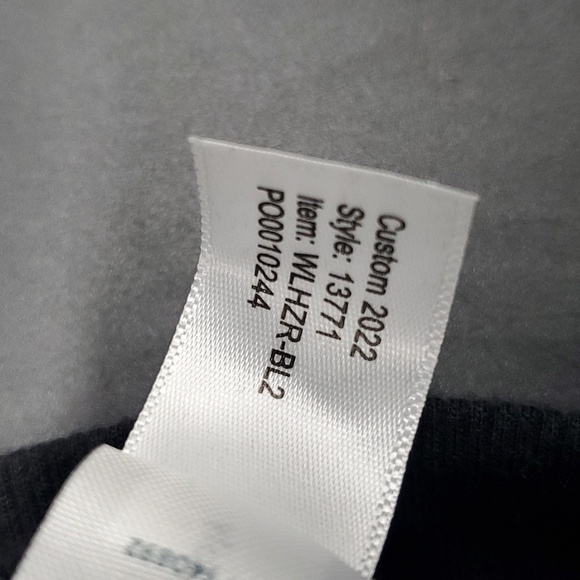 Custom 2022
Style: 13771
Item: WLHZR-BL2
PO0010244